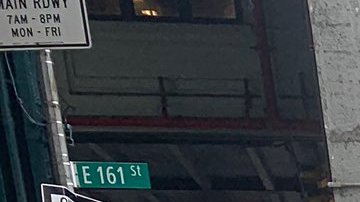 MAIN RDWY
7AM - 8PM
MON - FRI
E 161 St